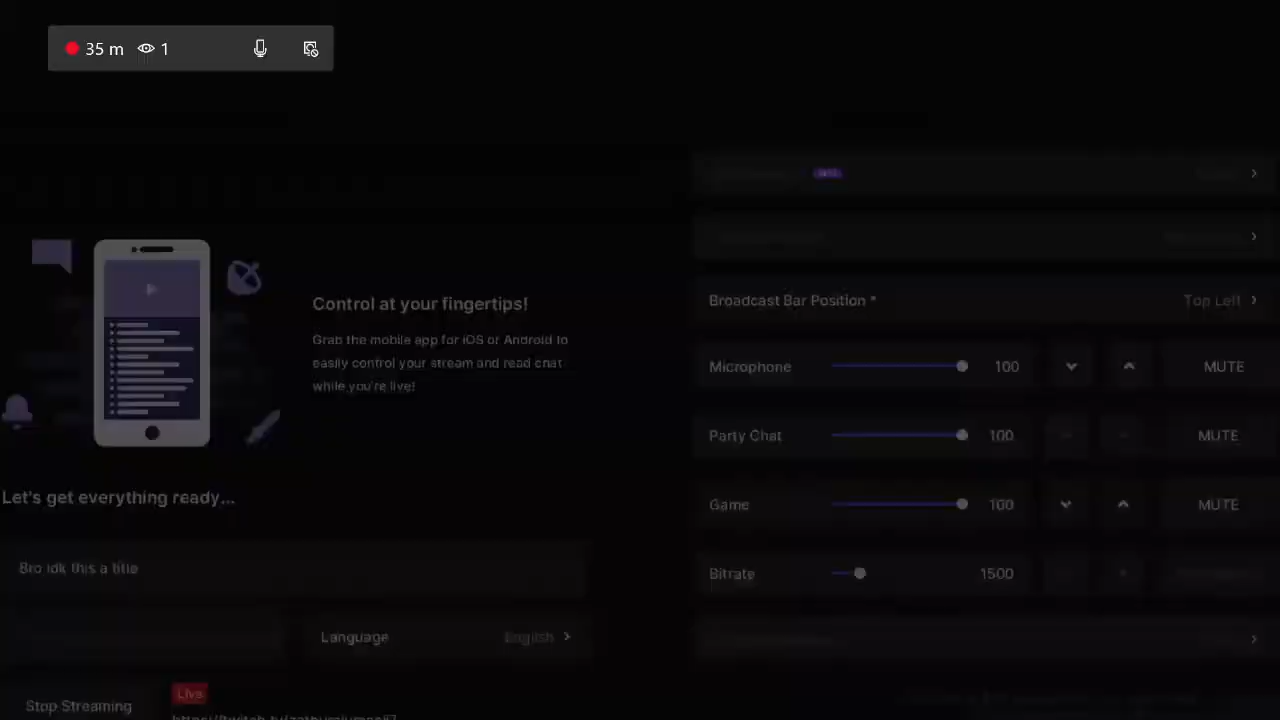 35 m 1
Broadcast Bar Position * Top Left
Control at your fingertips!
Grab the mobile app for iOS or Android to
easily control your stream and read chat
while you're live!
Microphone 100 MUTE
Party Chat 100 MUTE
Let's get everything ready...
Game 100 MUTE
Bro idk this a title
Bitrate 1500
Language English
Stop Streaming
Live